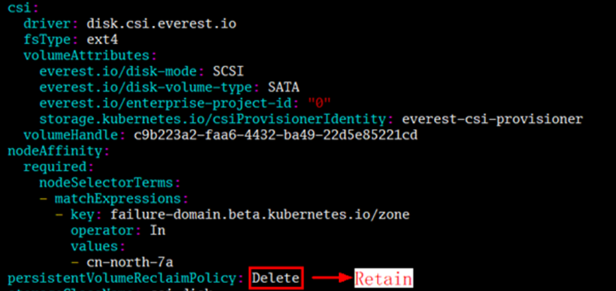 csi:
driver: disk.csi.everest.io
fsType: ext4
volumeAttributes:
everest.io/disk-mode: SCSI
everest.io/disk-volume-type: SATA
everest.io/enterprise-project-id: "0"
storage.kubernetes.io/csiProvisionerIdentity: everest-csi-provisioner
volumeHandle: c9b223a2-faa6-4432-ba49-22d5e85221cd
nodeAffinity:
required:
nodeSelectorTerms:
- matchExpressions:
- key: failure-domain.beta.kubernetes.io/zone
operator: In
values:
- cn-north-7a
persistentVolumeReclaimPolicy: Delete Retain